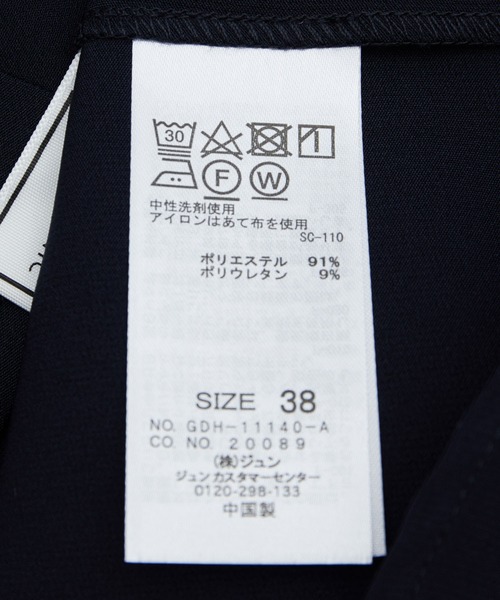 30
F W
中性洗剤使用
アイロンはあて布を使用
SC-110
ポリエステル 91%
ポリウレタン 9%
SIZE 38
NO. GDH-11140-A
CO. NO. 20089
(株)ジュン
ジュンカスタマーセンター
0120-298-133
中国製